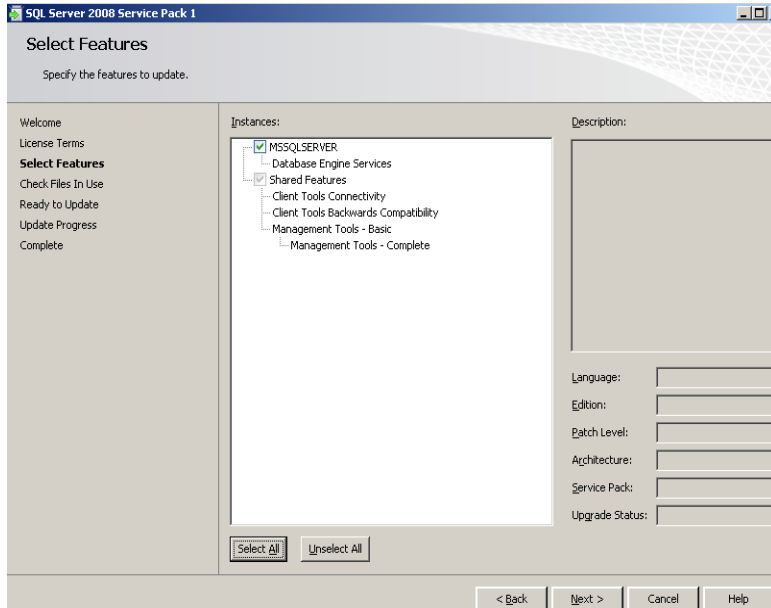 SQL Server 2008 Service Pack 1
Select Features
Specify the features to update.
Welcome
License Terms
Select Features
Check Files In Use
Ready to Update
Update Progress
Complete
Instances:
MSSQLSERVER
Database Engine Services
Shared Features
Client Tools Connectivity
Client Tools Backwards Compatibility
Management Tools - Basic
Management Tools - Complete
Select All
Unselect All
Description:
Language:
Edition:
Patch Level:
Architecture:
Service Pack:
Upgrade Status:
< Back
Next >
Cancel
Help